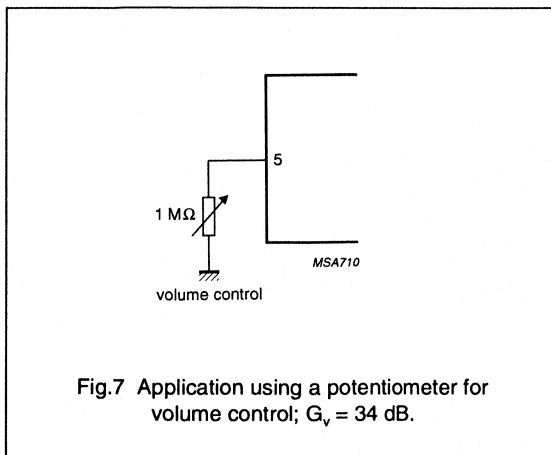 5
1 MΩ
MSA710
volume control
Fig.7 Application using a potentiometer for
volume control; Gv = 34 dB.